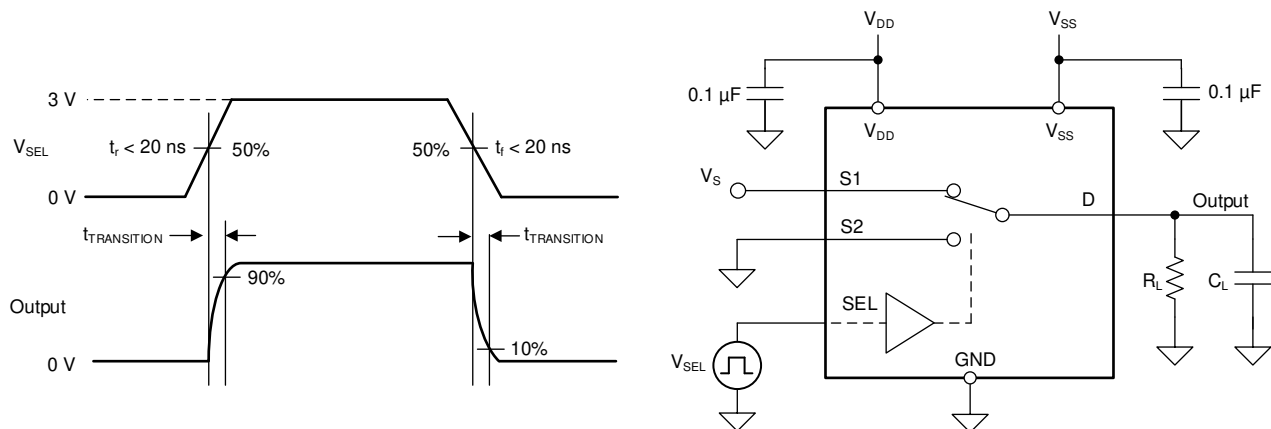 3 V
V_SEL
t_r < 20 ns
50%
50%
t_f < 20 ns
0 V
t_TRANSITION
t_TRANSITION
90%
Output
10%
0 V
V_DD
V_SS
0.1 µF
0.1 µF
V_DD
V_SS
V_S
S1
D
Output
S2
R_L
C_L
SEL
V_SEL
GND